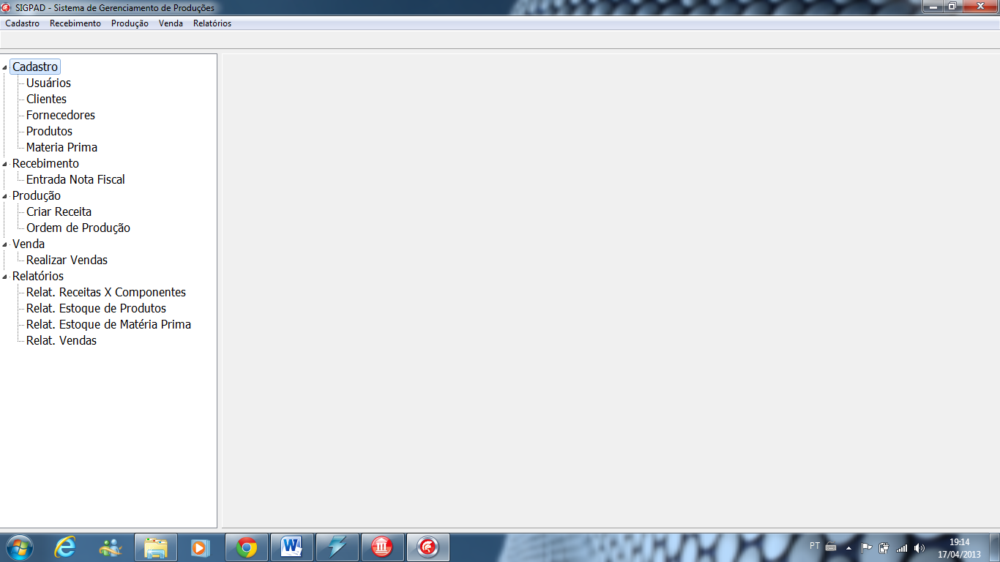 SIGPAD - Sistema de Gerenciamento de Produções
Cadastro Recebimento Produção Venda Relatórios
Cadastro
Usuários
Clientes
Fornecedores
Produtos
Materia Prima
Recebimento
Entrada Nota Fiscal
Produção
Criar Receita
Ordem de Produção
Venda
Realizar Vendas
Relatórios
Relat. Receitas X Componentes
Relat. Estoque de Produtos
Relat. Estoque de Matéria Prima
Relat. Vendas
PT
19:14
17/04/2013